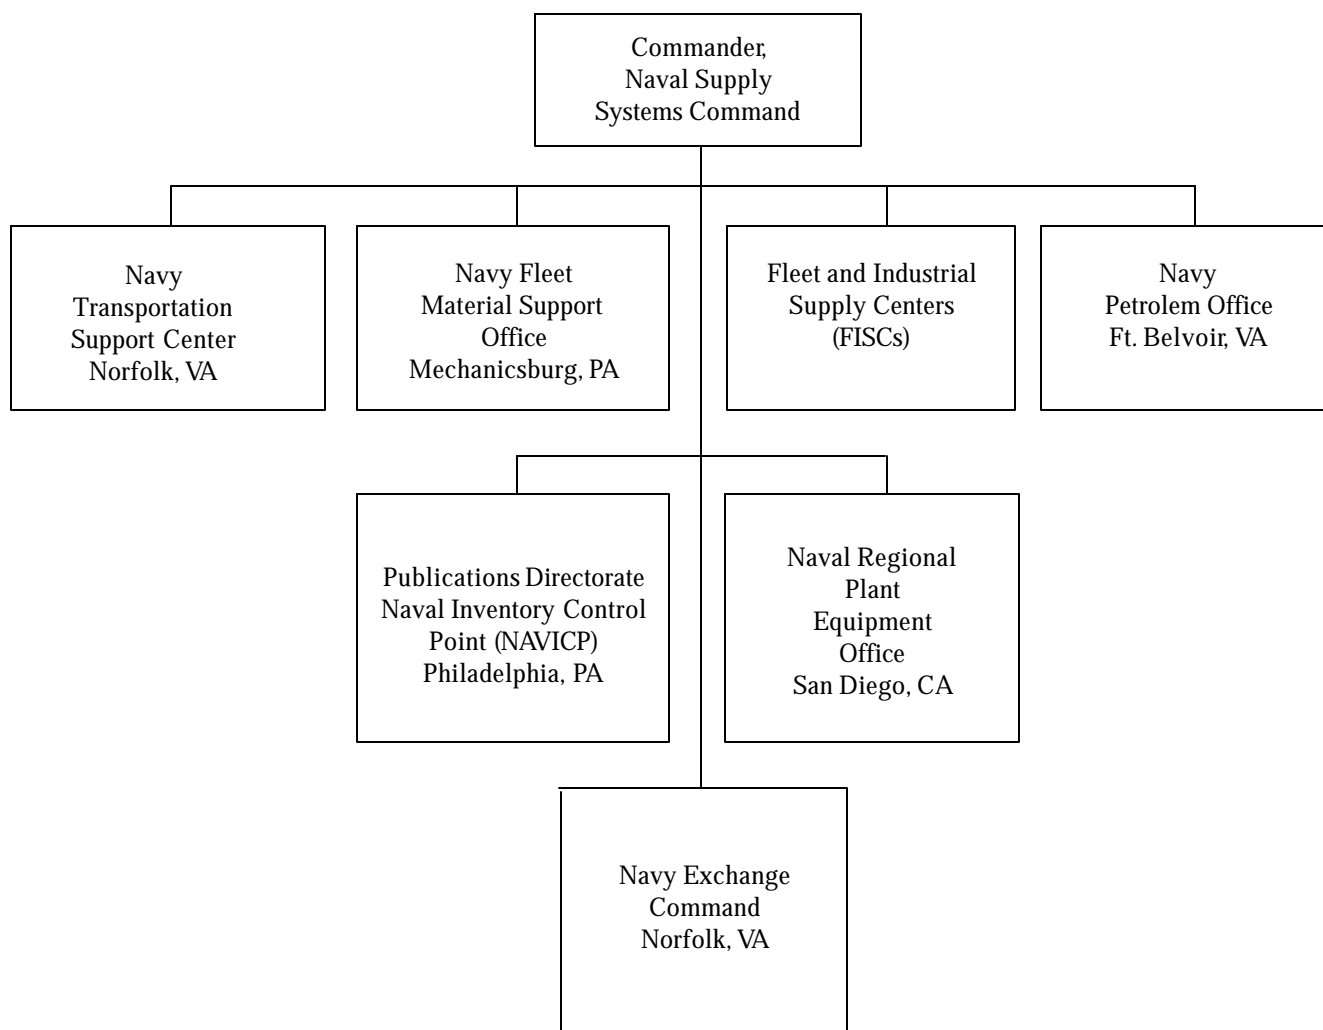 Commander,
Naval Supply
Systems Command
Navy
Transportation
Support Center
Norfolk, VA
Navy Fleet
Material Support
Office
Mechanicsburg, PA
Fleet and Industrial
Supply Centers
(FISCs)
Navy
Petrolem Office
Ft. Belvoir, VA
Publications Directorate
Naval Inventory Control
Point (NAVICP)
Philadelphia, PA
Naval Regional
Plant
Equipment
Office
San Diego, CA
Navy Exchange
Command
Norfolk, VA